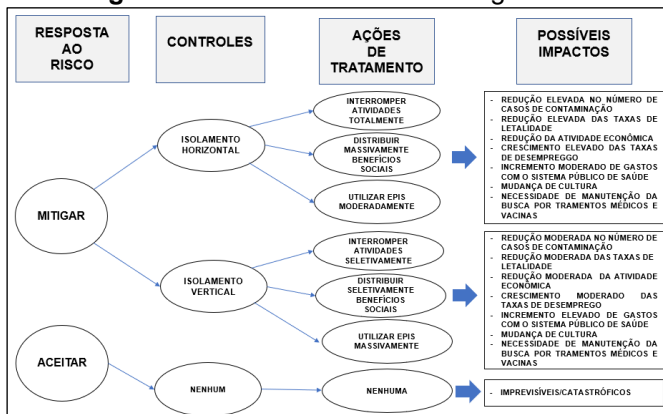 RESPOSTA
AO
RISCO
CONTROLES
AÇÕES
DE
TRATAMENTO
POSSÍVEIS
IMPACTOS
MITIGAR
ISOLAMENTO
HORIZONTAL
INTERROMPER
ATIVIDADES
TOTALMENTE
DISTRIBUIR
MASSIVAMENTE
BENEFÍCIOS
SOCIAIS
UTILIZAR EPIS
MODERADAMENTE
- REDUÇÃO ELEVADA NO NÚMERO DE
CASOS DE CONTAMINAÇÃO
- REDUÇÃO ELEVADA DAS TAXAS DE
LETALIDADE
- REDUÇÃO DA ATIVIDADE ECONÔMICA
- CRESCIMENTO ELEVADO DAS TAXAS
DE DESEMPREGGO
- INCREMENTO MODERADO DE GASTOS
COM O SISTEMA PÚBLICO DE SAÚDE
- MUDANÇA DE CULTURA
- NECESSIDADE DE MANUTENÇÃO DA
BUSCA POR TRAMENTOS MÉDICOS E
VACINAS
ISOLAMENTO
VERTICAL
INTERROMPER
ATIVIDADES
SELETIVAMENTE
DISTRIBUIR
SELETIVAMENTE
BENEFÍCIOS
SOCIAIS
UTILIZAR EPIS
MASSIVAMENTE
- REDUÇÃO MODERADA NO NÚMERO DE
CASOS DE CONTAMINAÇÃO
- REDUÇÃO MODERADA DAS TAXAS DE
LETALIDADE
- REDUÇÃO MODERADA DA ATIVIDADE
ECONÔMICA
- CRESCIMENTO MODERADO DAS
TAXAS DE DESEMPREGO
- INCREMENTO ELEVADO DE GASTOS
COM O SISTEMA PÚBLICO DE SAÚDE
- MUDANÇA DE CULTURA
- NECESSIDADE DE MANUTENÇÃO DA
BUSCA POR TRAMENTOS MÉDICOS E
VACINAS
ACEITAR
NENHUM
NENHUMA
- IMPREVISÍVEIS/CATASTRÓFICOS